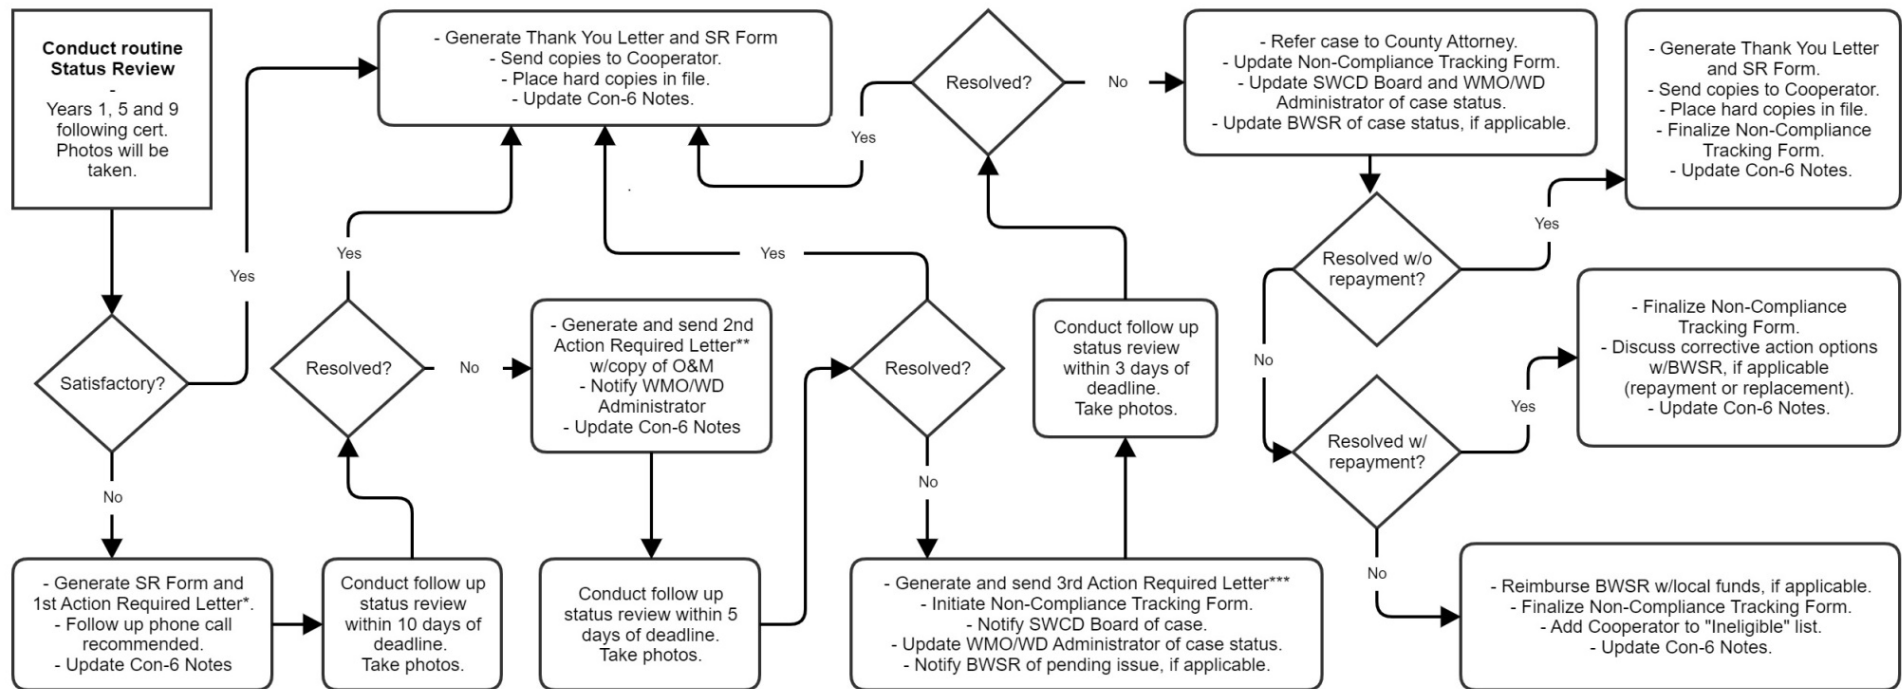 Conduct routine
Status Review
-
Years 1, 5 and 9
following cert.
Photos will be
taken.
Satisfactory?
Yes
No
- Generate SR Form and
1st Action Required Letter*.
- Follow up phone call
recommended.
- Update Con-6 Notes
Conduct follow up
status review
within 10 days of
deadline.
Take photos.
Resolved?
Yes
No
- Generate Thank You Letter and SR Form
- Send copies to Cooperator.
- Place hard copies in file.
- Update Con-6 Notes.
- Generate and send 2nd
Action Required Letter**
w/copy of O&M
- Notify WMO/WD
Administrator
- Update Con-6 Notes
Conduct follow up
status review within 5
days of deadline.
Take photos.
Resolved?
Yes
No
- Generate and send 3rd Action Required Letter***
- Initiate Non-Compliance Tracking Form.
- Notify SWCD Board of case.
- Update WMO/WD Administrator of case status.
- Notify BWSR of pending issue, if applicable.
Conduct follow up
status review
within 3 days of
deadline.
Take photos.
Resolved?
Yes
No
- Refer case to County Attorney.
- Update Non-Compliance Tracking Form.
- Update SWCD Board and WMO/WD
Administrator of case status.
- Update BWSR of case status, if applicable.
Resolved w/o
repayment?
Yes
No
- Generate Thank You Letter
and SR Form.
- Send copies to Cooperator.
- Place hard copies in file.
- Finalize Non-Compliance
Tracking Form.
- Update Con-6 Notes.
Resolved w/
repayment?
Yes
No
- Finalize Non-Compliance
Tracking Form.
- Discuss corrective action options
w/BWSR, if applicable
(repayment or replacement).
- Update Con-6 Notes.
- Reimburse BWSR w/local funds, if applicable.
- Finalize Non-Compliance Tracking Form.
- Add Cooperator to "Ineligible" list.
- Update Con-6 Notes.